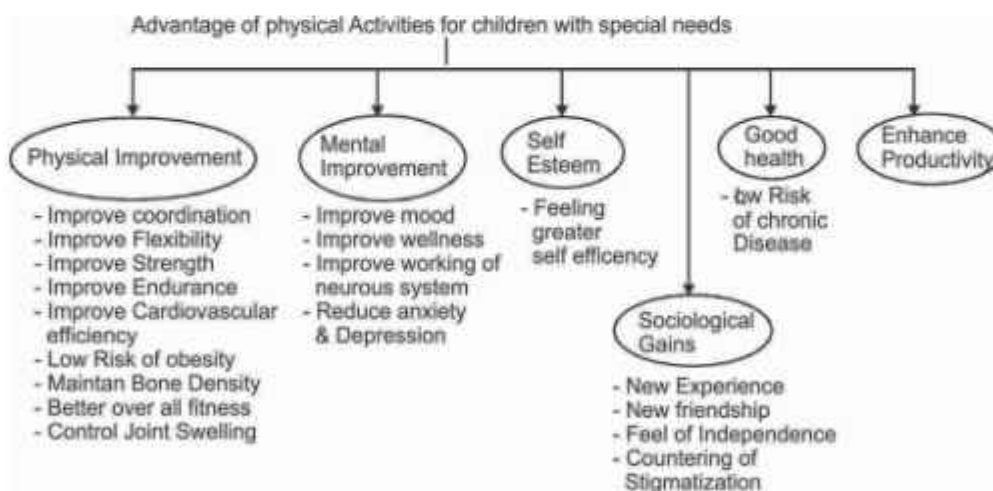 Advantage of physical Activities for children with special needs
Physical Improvement
- Improve coordination
- Improve Flexibility
- Improve Strength
- Improve Endurance
- Improve Cardiovascular
efficiency
- Low Risk of obesity
- Maintan Bone Density
- Better over all fitness
- Control Joint Swelling
Mental
Improvement
- Improve mood
- Improve wellness
- Improve working of
neurous system
- Reduce anxiety
& Depression
Self
Esteem
- Feeling
greater
self efficency
Sociological
Gains
- New Experience
- New friendship
- Feel of Independence
- Countering of
Stigmatization
Good
health
- Low Risk
of chronic
Disease
Enhance
Productivity